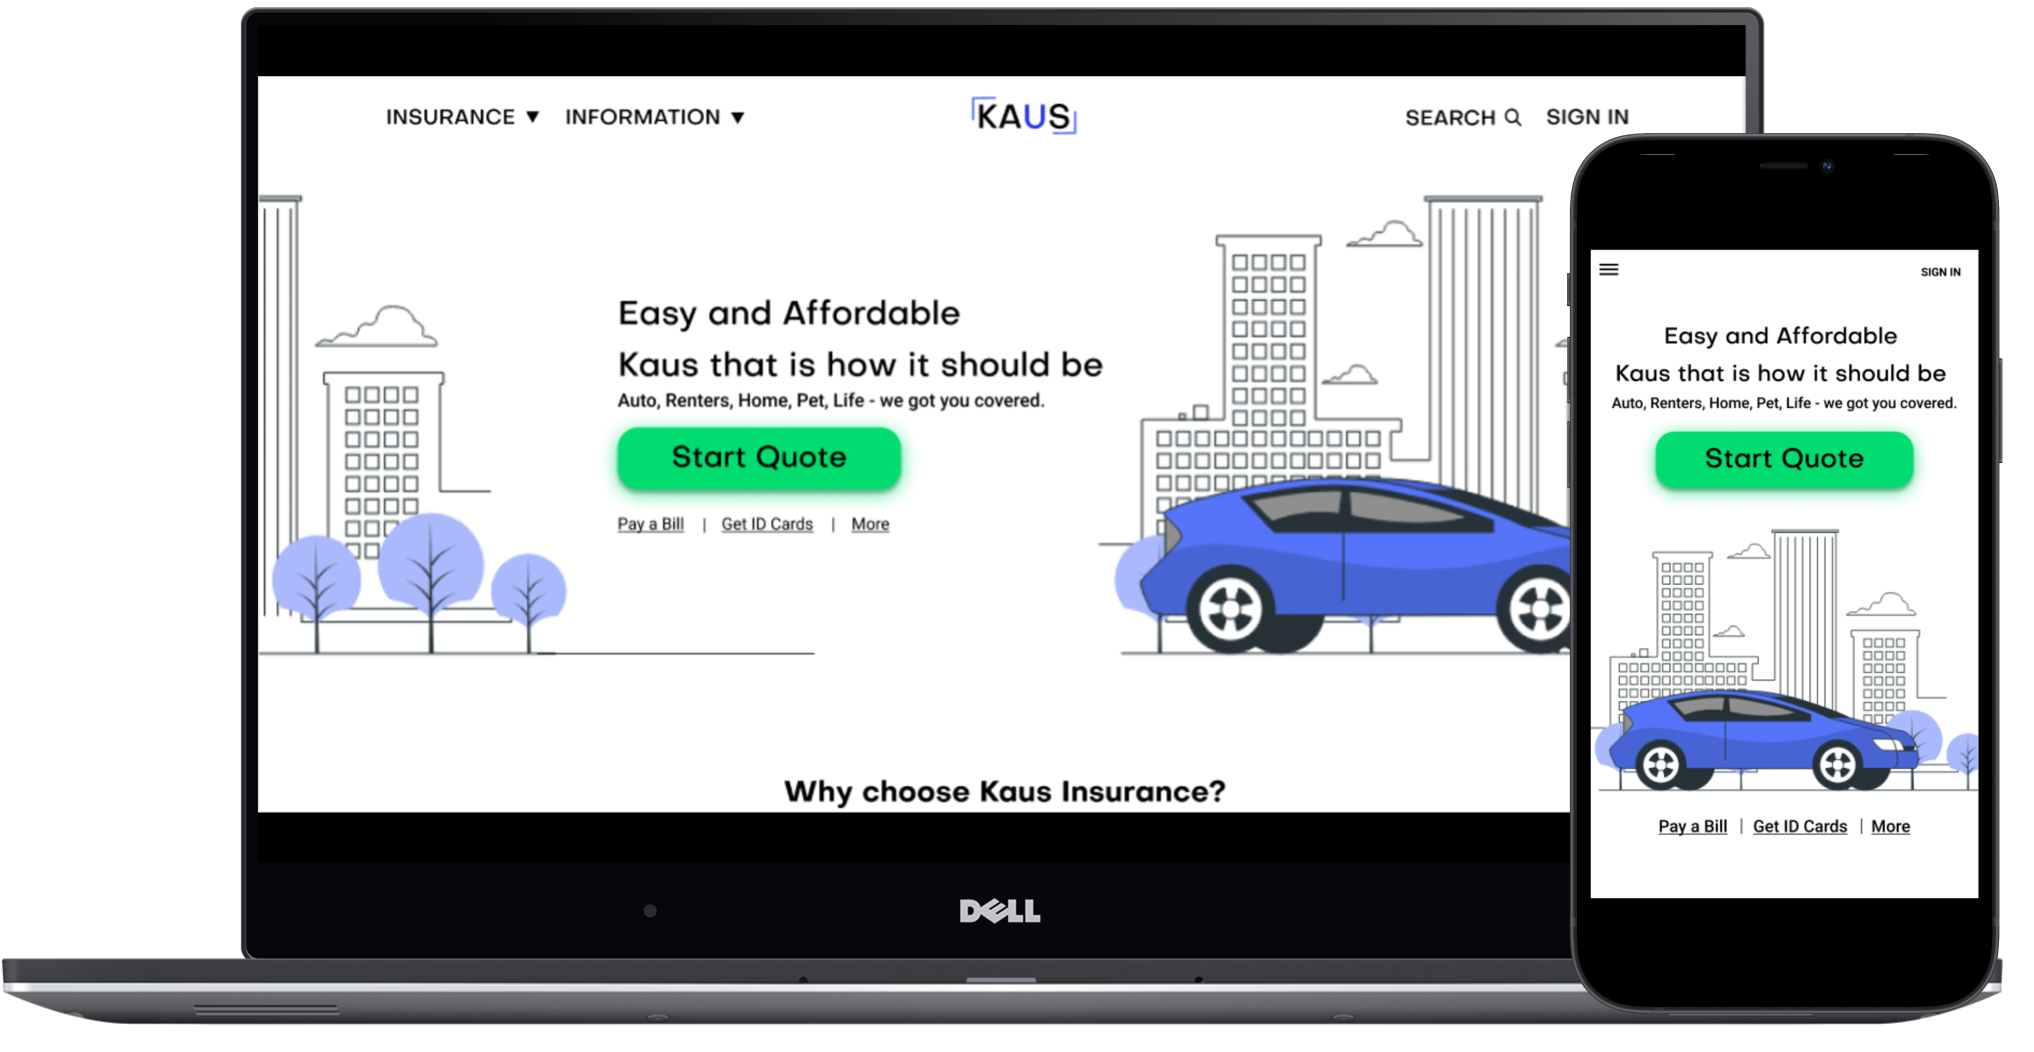 INSURANCE ▼ INFORMATION ▼ KAUS SEARCH SIGN IN
Easy and Affordable
Kaus that is how it should be
Auto, Renters, Home, Pet, Life - we got you covered.
Start Quote
Pay a Bill | Get ID Cards | More
Why choose Kaus Insurance?
DELL
SIGN IN
Easy and Affordable
Kaus that is how it should be
Auto, Renters, Home, Pet, Life - we got you covered.
Start Quote
Pay a Bill | Get ID Cards | More